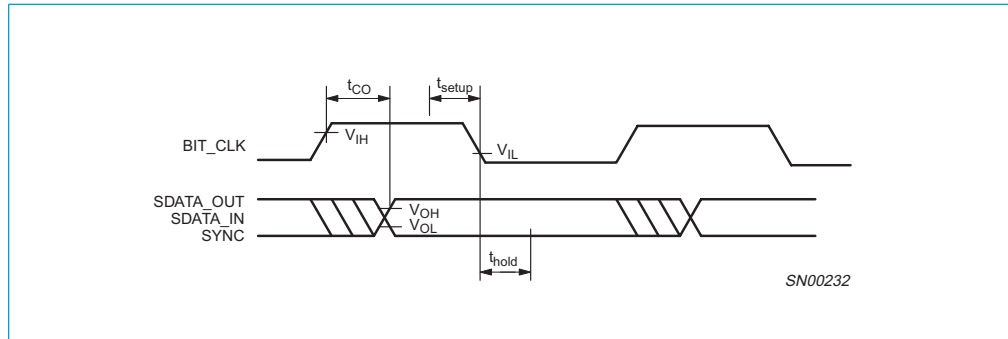 tCO
tsetup
BIT_CLK
VIH
VIL
SDATA_OUT
SDATA_IN
SYNC
VOH
VOL
thold
SN00232